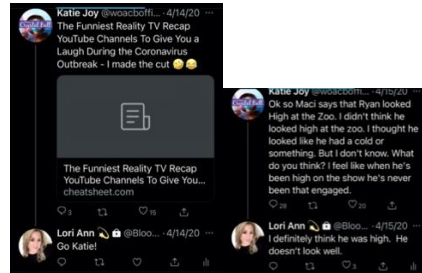 Katie Joy @woacboffi... · 4/14/20 ···
The Funniest Reality TV Recap
YouTube Channels To Give You a
Laugh During the Coronavirus
Outbreak - I made the cut 🤣😂
The Funniest Reality TV Recap
YouTube Channels To Give You...
cheatsheet.com
3
15
Lori Ann 💫 🔒 @Bloo... · 4/14/20 ···
Go Katie!
Katie Joy @woacboffi... · 4/15/20 ···
Ok so Maci says that Ryan looked
High at the Zoo. I didn't think he
looked high at the zoo. I thought he
looked like he had a cold or
something. But I don't know. What
do you think? I feel like when he's
been high on the show he's never
been that engaged.
28
20
Lori Ann 💫 🔒 @Bloo... · 4/15/20 ···
I definitely think he was high. He
doesn't look well.
3